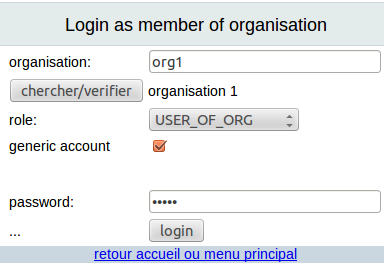 Login as member of organisation
organisation: org1
chercher/verifier organisation 1
role: USER_OF_ORG
generic account
password: •••••
... login
retour accueil ou menu principal